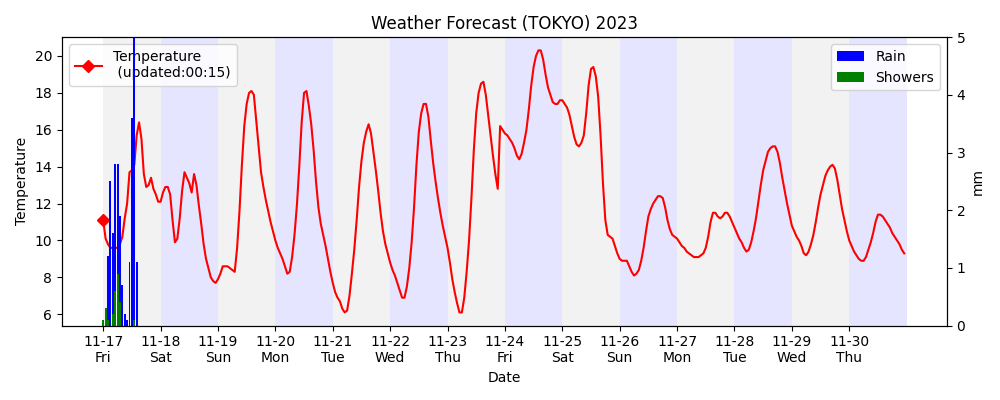 Weather Forecast (TOKYO) 2023
Temperature
(updated:00:15)
Rain
Showers
Temperature
20
18
16
14
12
10
8
6
5
4
3
2
1
0
mm
11-17 11-18 11-19 11-20 11-21 11-22 11-23 11-24 11-25 11-26 11-27 11-28 11-29 11-30
Fri Sat Sun Mon Tue Wed Thu Fri Sat Sun Mon Tue Wed Thu
Date